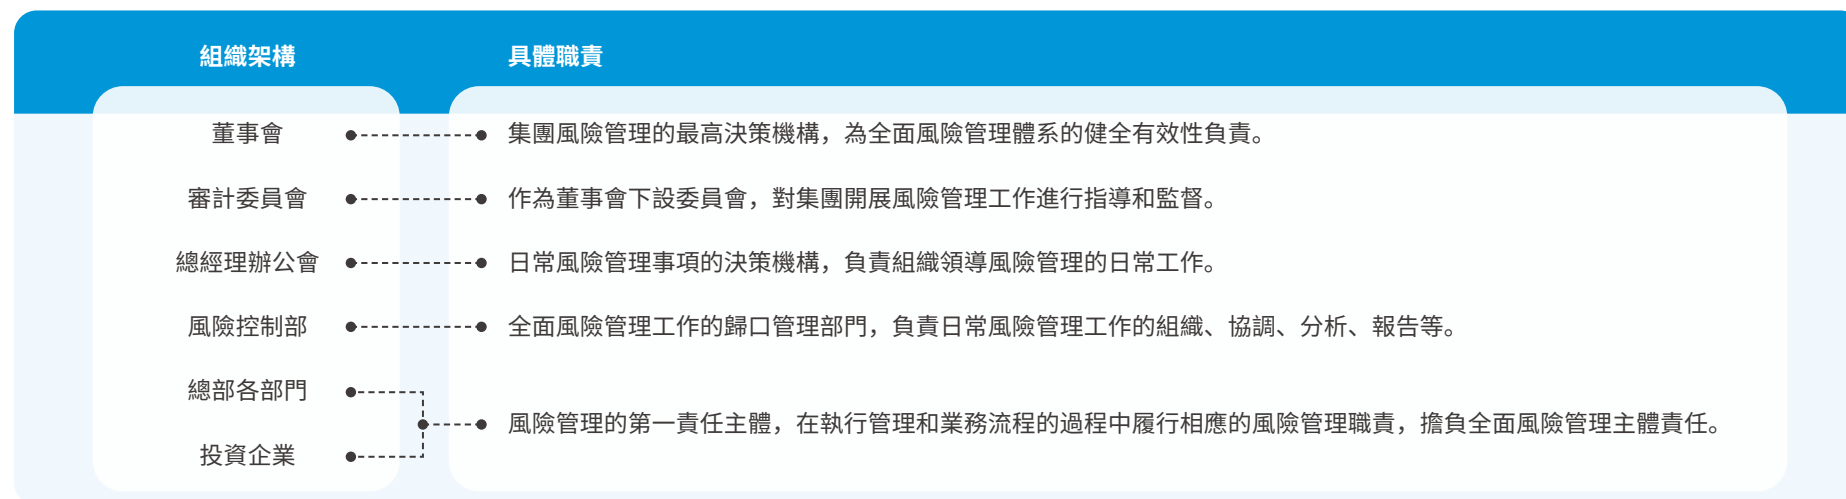 組織架構
具體職責
董事會
集團風險管理的最高決策機構，為全面風險管理體系的健全有效性負責。
審計委員會
作為董事會下設委員會，對集團開展風險管理工作進行指導和監督。
總經理辦公會
日常風險管理事項的決策機構，負責組織領導風險管理的日常工作。
風險控制部
全面風險管理工作的歸口管理部門，負責日常風險管理工作的組織、協調、分析、報告等。
總部各部門
投資企業
風險管理的第一責任主體，在執行管理和業務流程的過程中履行相應的風險管理職責，擔負全面風險管理主體責任。